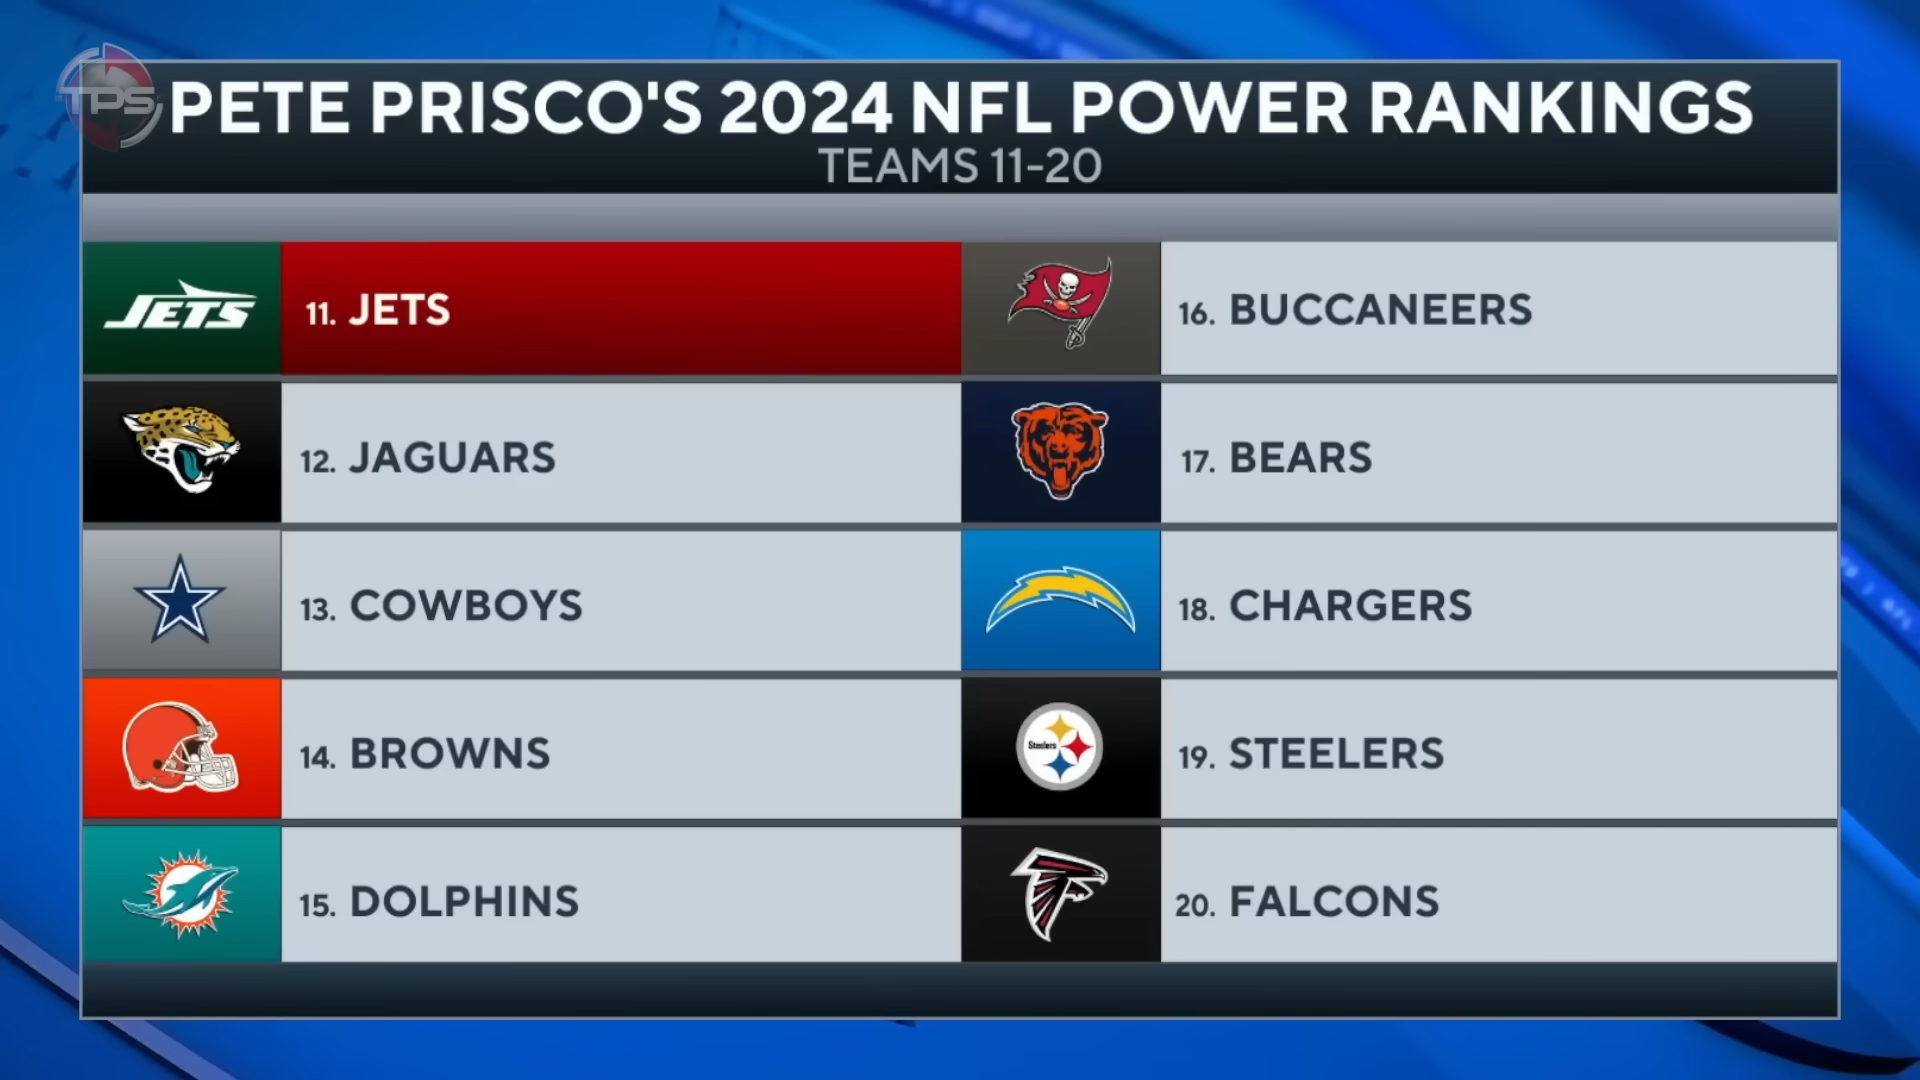 TPS
PETE PRISCO'S 2024 NFL POWER RANKINGS
TEAMS 11-20
JETS
11. JETS
12. JAGUARS
13. COWBOYS
14. BROWNS
15. DOLPHINS
16. BUCCANEERS
17. BEARS
18. CHARGERS
Steelers
19. STEELERS
20. FALCONS